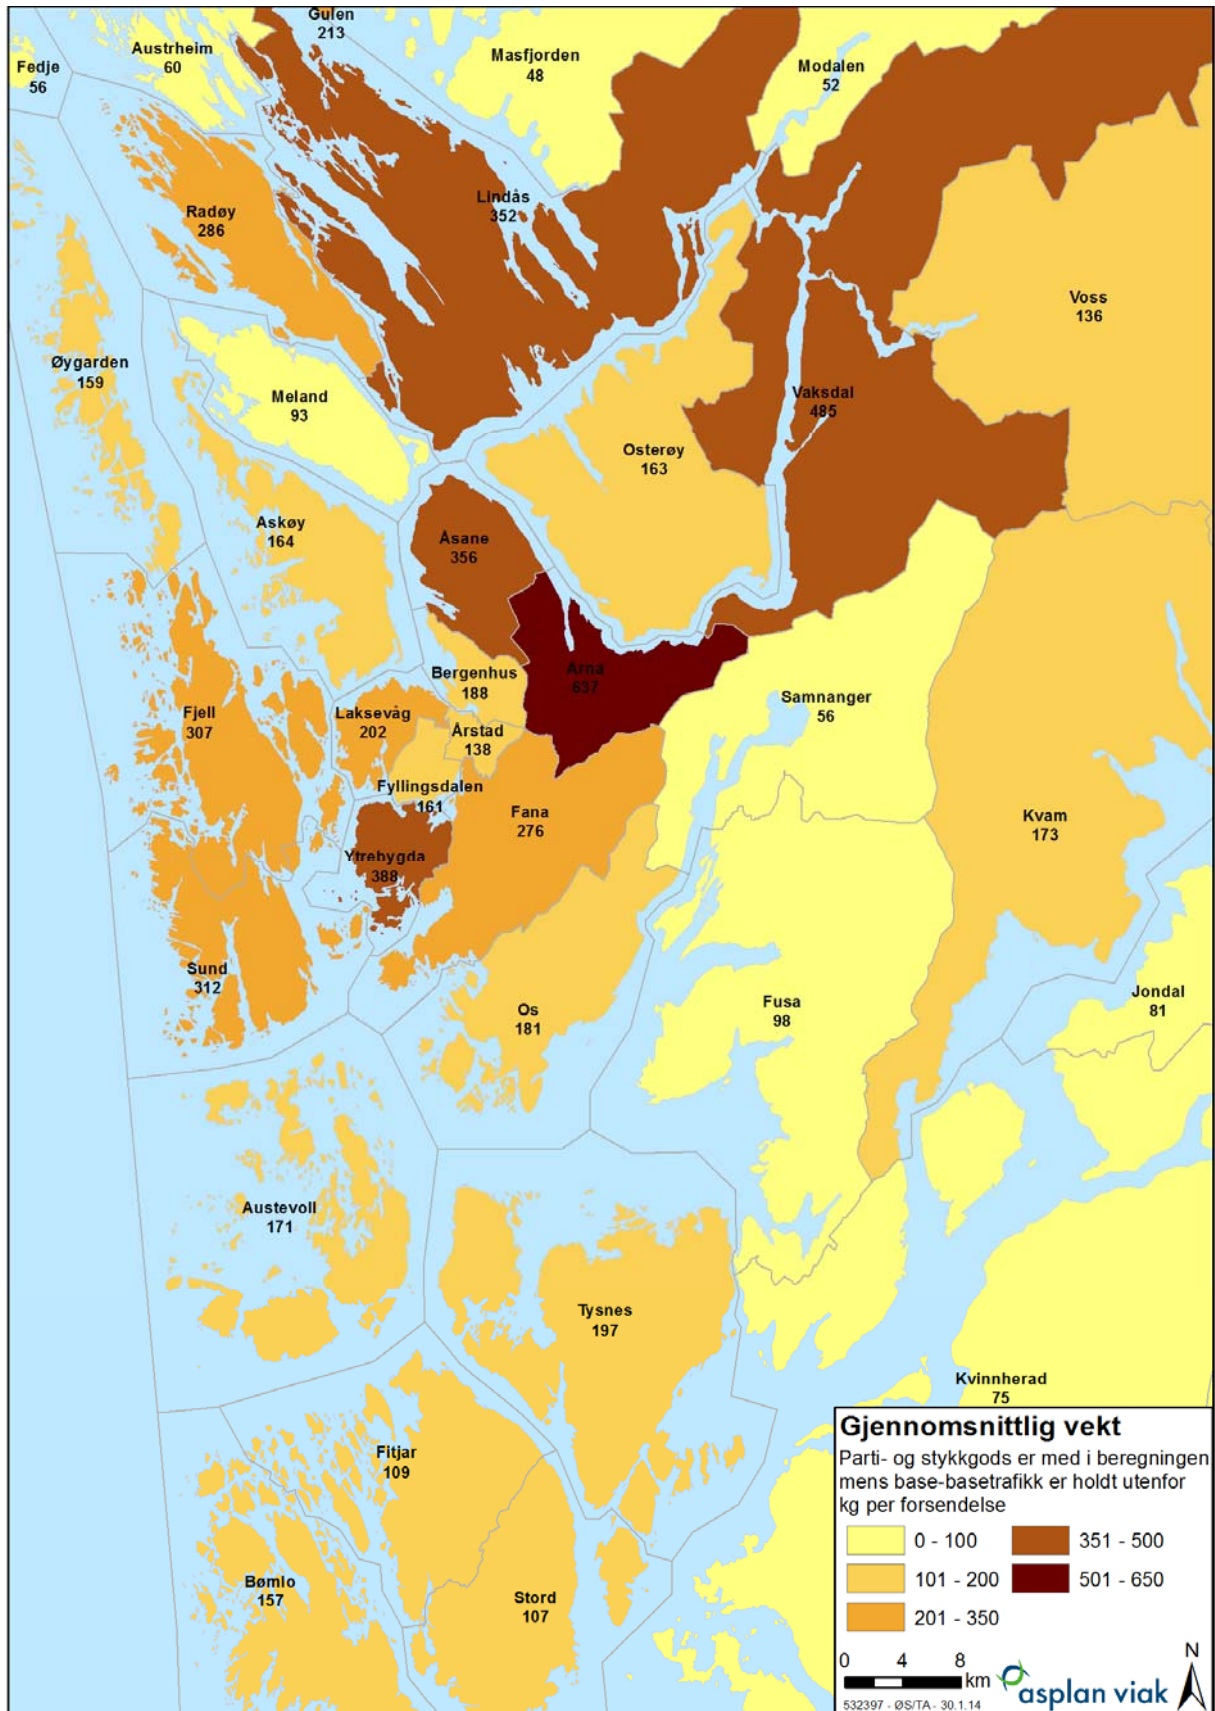 Gulen
213
Austrheim
60
Fedje
56
Masfjorden
48
Modalen
52
Lindås
352
Radøy
286
Voss
136
Øygarden
159
Meland
93
Vaksdal
485
Osterøy
163
Askøy
164
Åsane
356
Arna
637
Bergenhus
188
Samnanger
56
Fjell
307
Laksevåg
202
Årstad
138
Fyllingsdalen
161
Fana
276
Kvam
173
Ytrebygda
388
Sund
312
Os
181
Fusa
98
Jondal
81
Austevoll
171
Tysnes
197
Kvinnherad
75
Fitjar
109
Bømlo
157
Stord
107
Gjennomsnittlig vekt
Parti- og stykkgods er med i beregningen
mens base-basetrafikk er holdt utenfor
kg per forsendelse
0 - 100
351 - 500
101 - 200
501 - 650
201 - 350
0 4 8
km
N
asplan viak
532397 - ØS/TA - 30.1.14